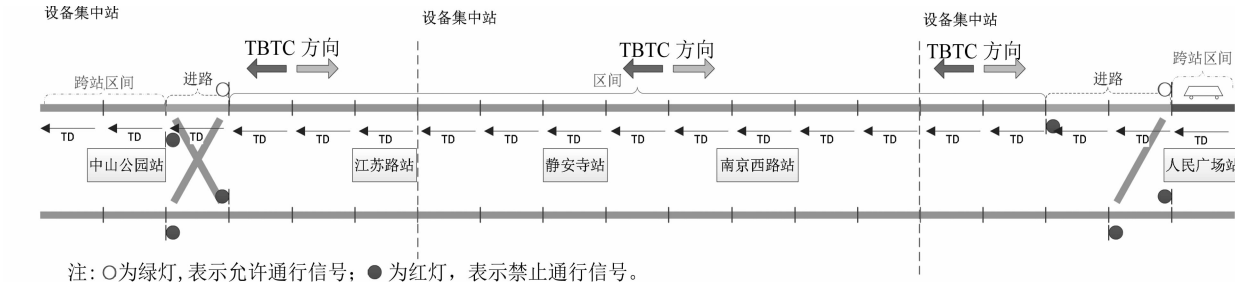 设备集中站
设备集中站
设备集中站
TBTC 方向
TBTC 方向
TBTC 方向
跨站区间
进路
区间
进路
跨站区间
TD TD TD TD TD TD TD TD TD TD TD TD TD TD TD TD TD TD TD
中山公园站
江苏路站
静安寺站
南京西路站
人民广场站
注: ○为绿灯,表示允许通行信号；● 为红灯，表示禁止通行信号。